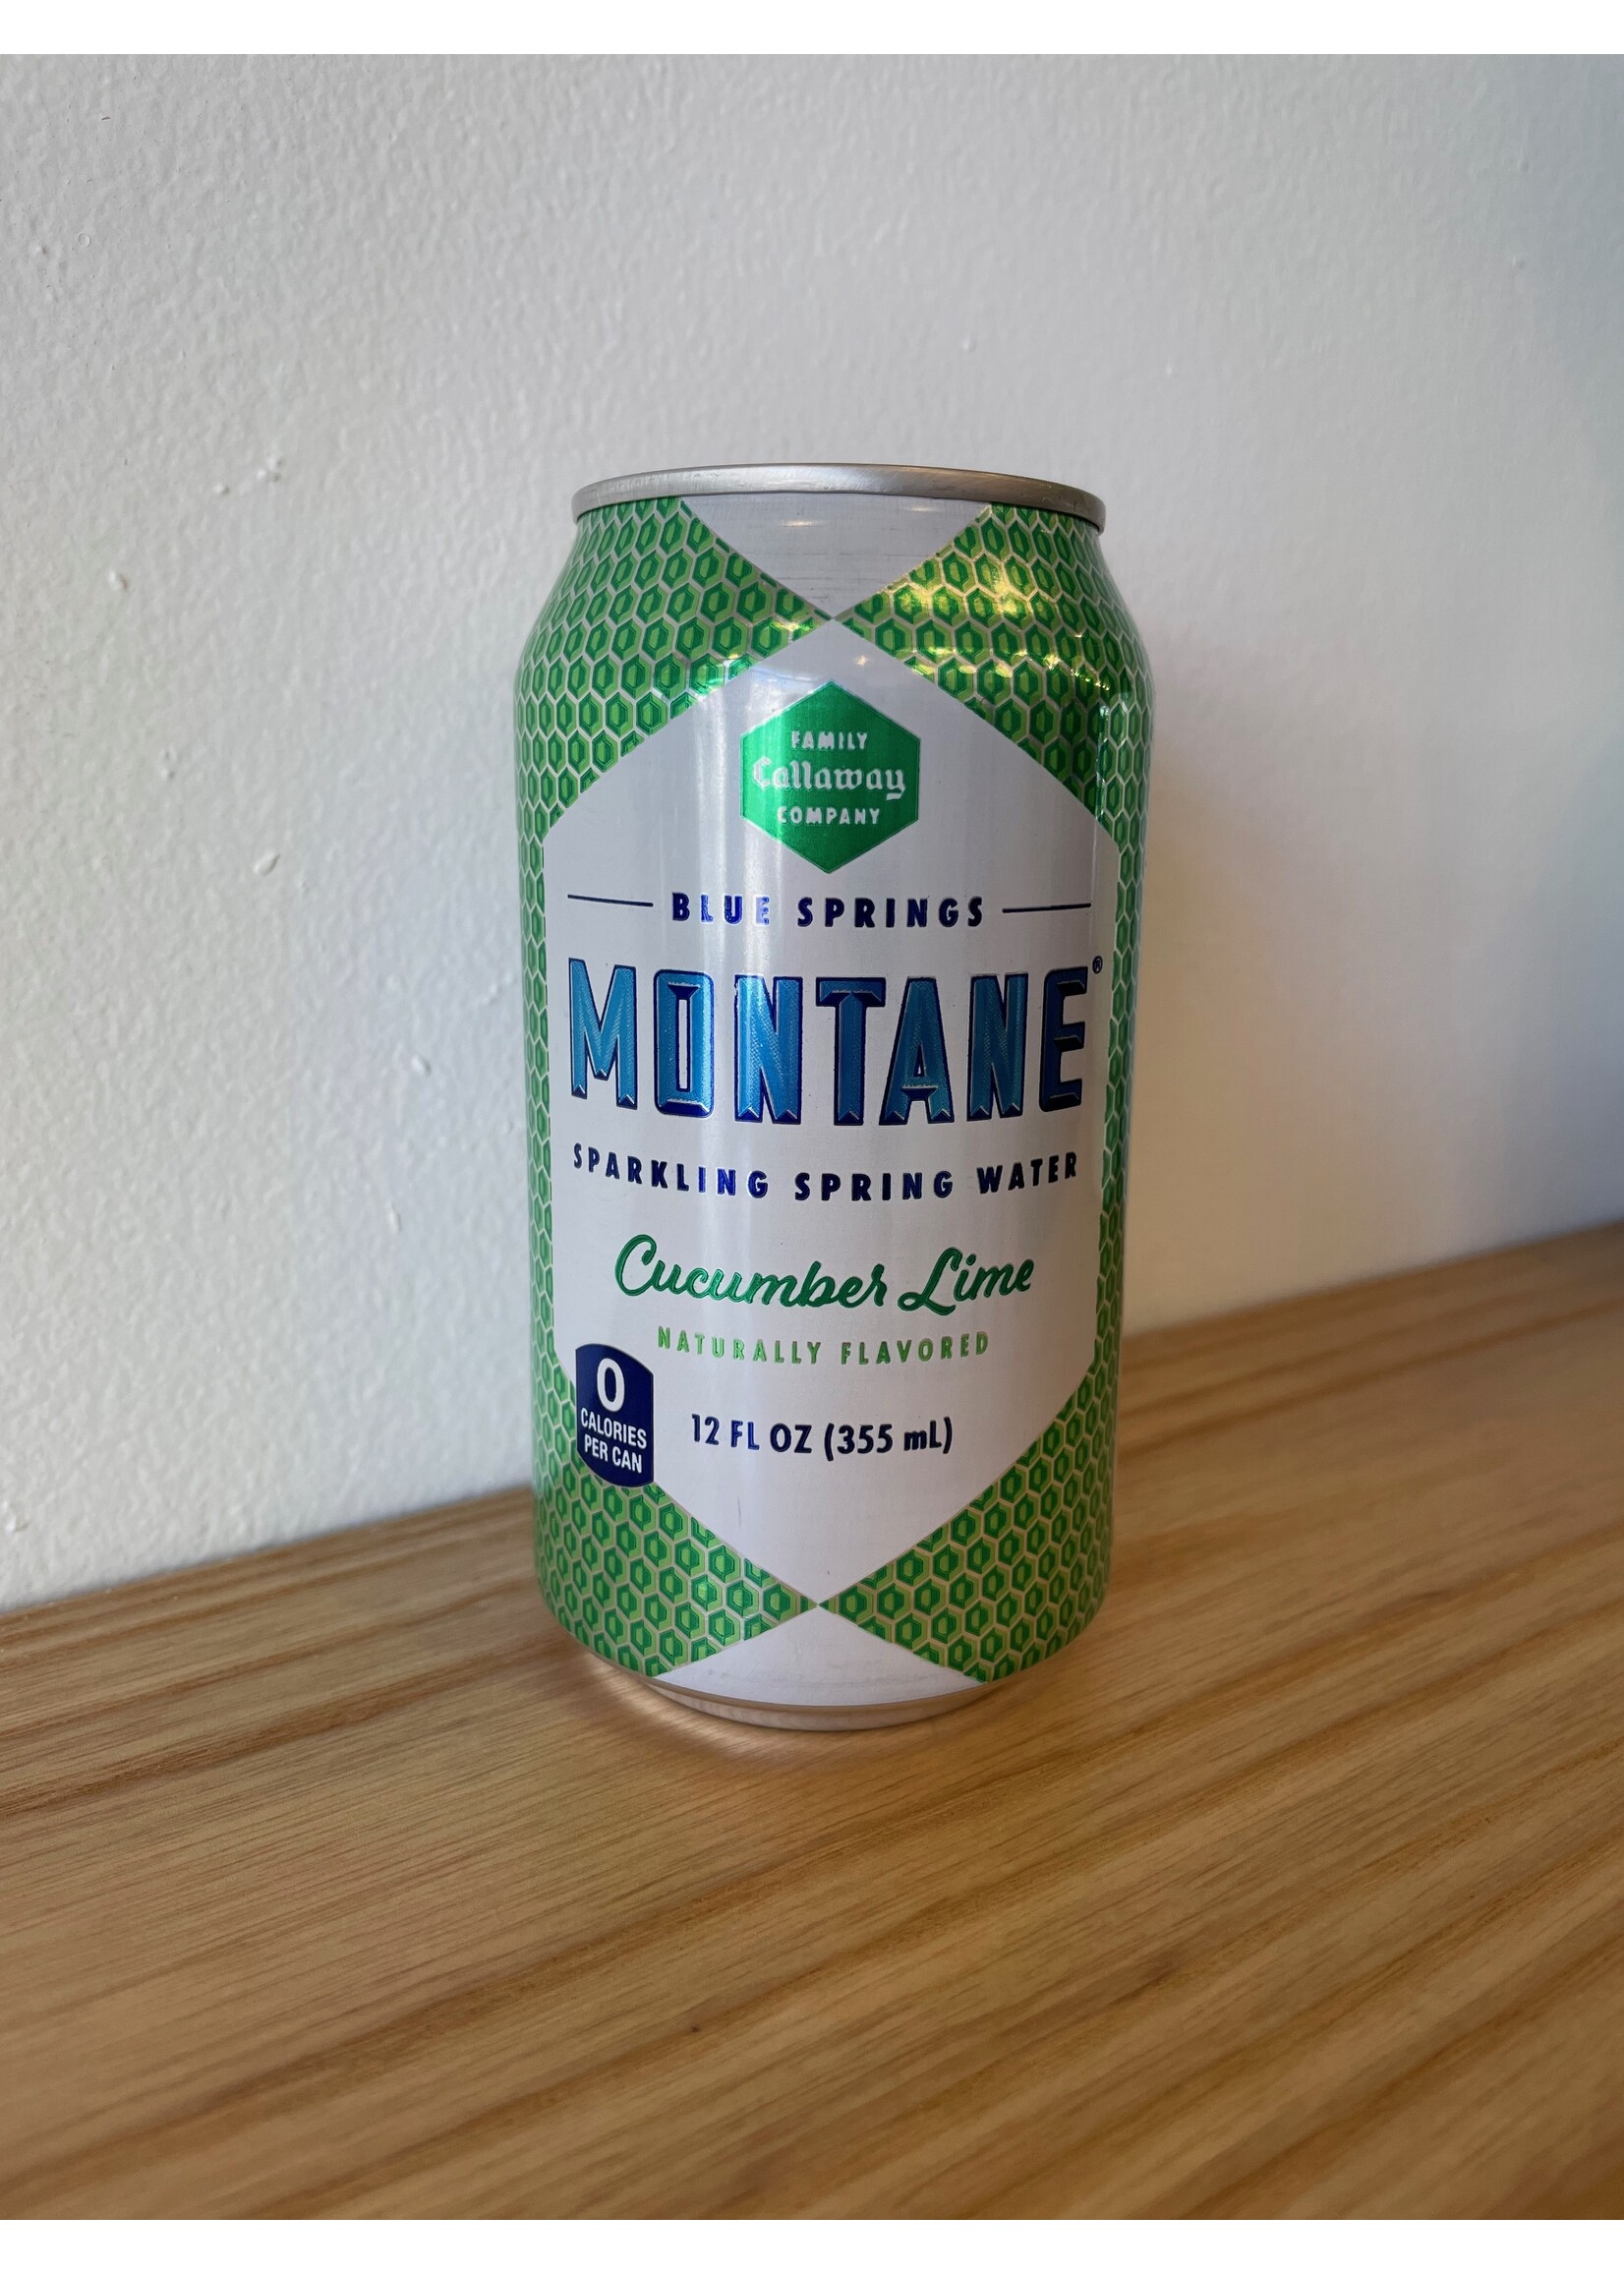 FAMILY
Callaway
COMPANY
BLUE SPRINGS
MONTANE®
SPARKLING SPRING WATER
Cucumber Lime
NATURALLY FLAVORED
0
CALORIES
PER CAN
12 FL OZ (355 mL)